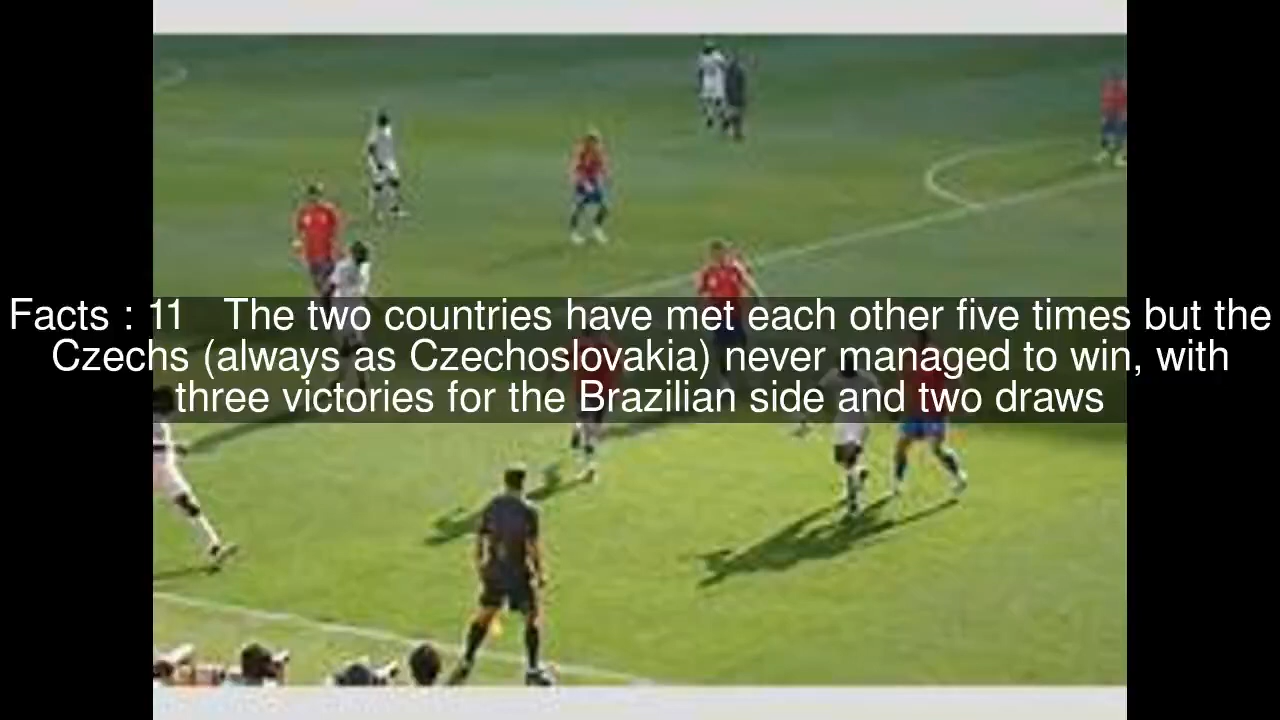 Facts : 11 The two countries have met each other five times but the
Czechs (always as Czechoslovakia) never managed to win, with
three victories for the Brazilian side and two draws